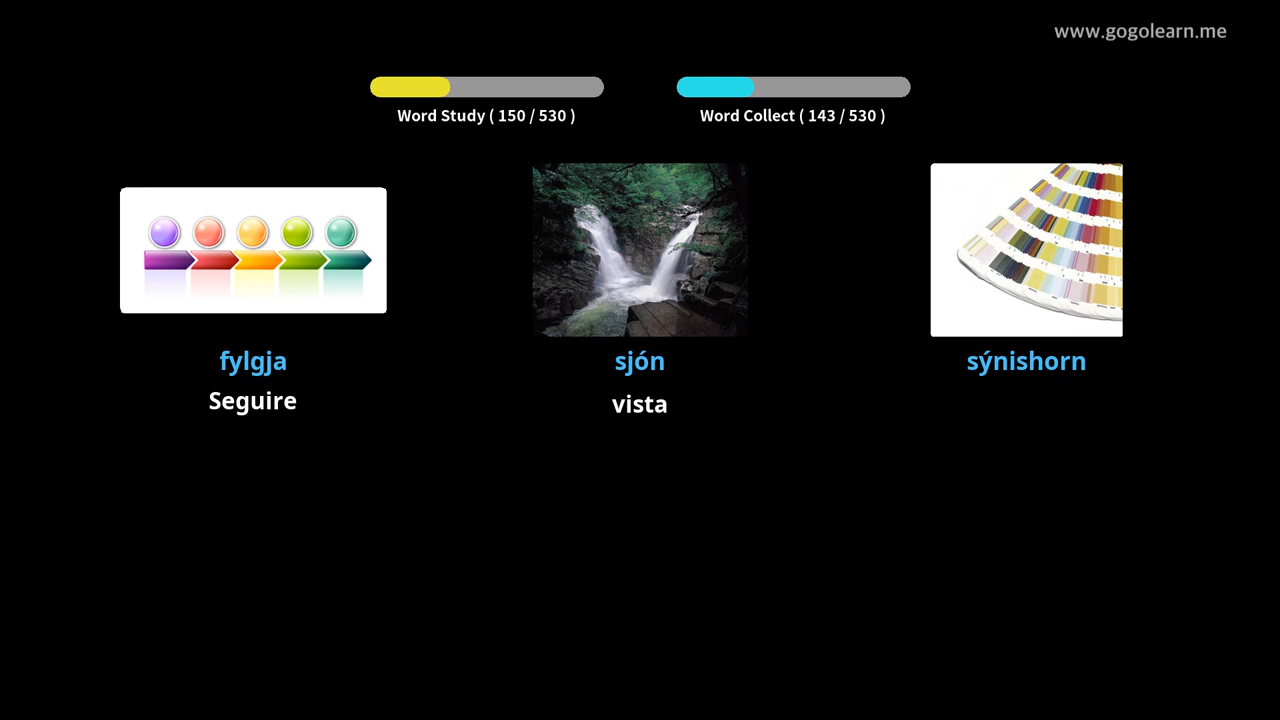 www.gogolearn.me
Word Study ( 150 / 530 )
Word Collect ( 143 / 530 )
fylgja
Seguire
sjón
vista
sýnishorn